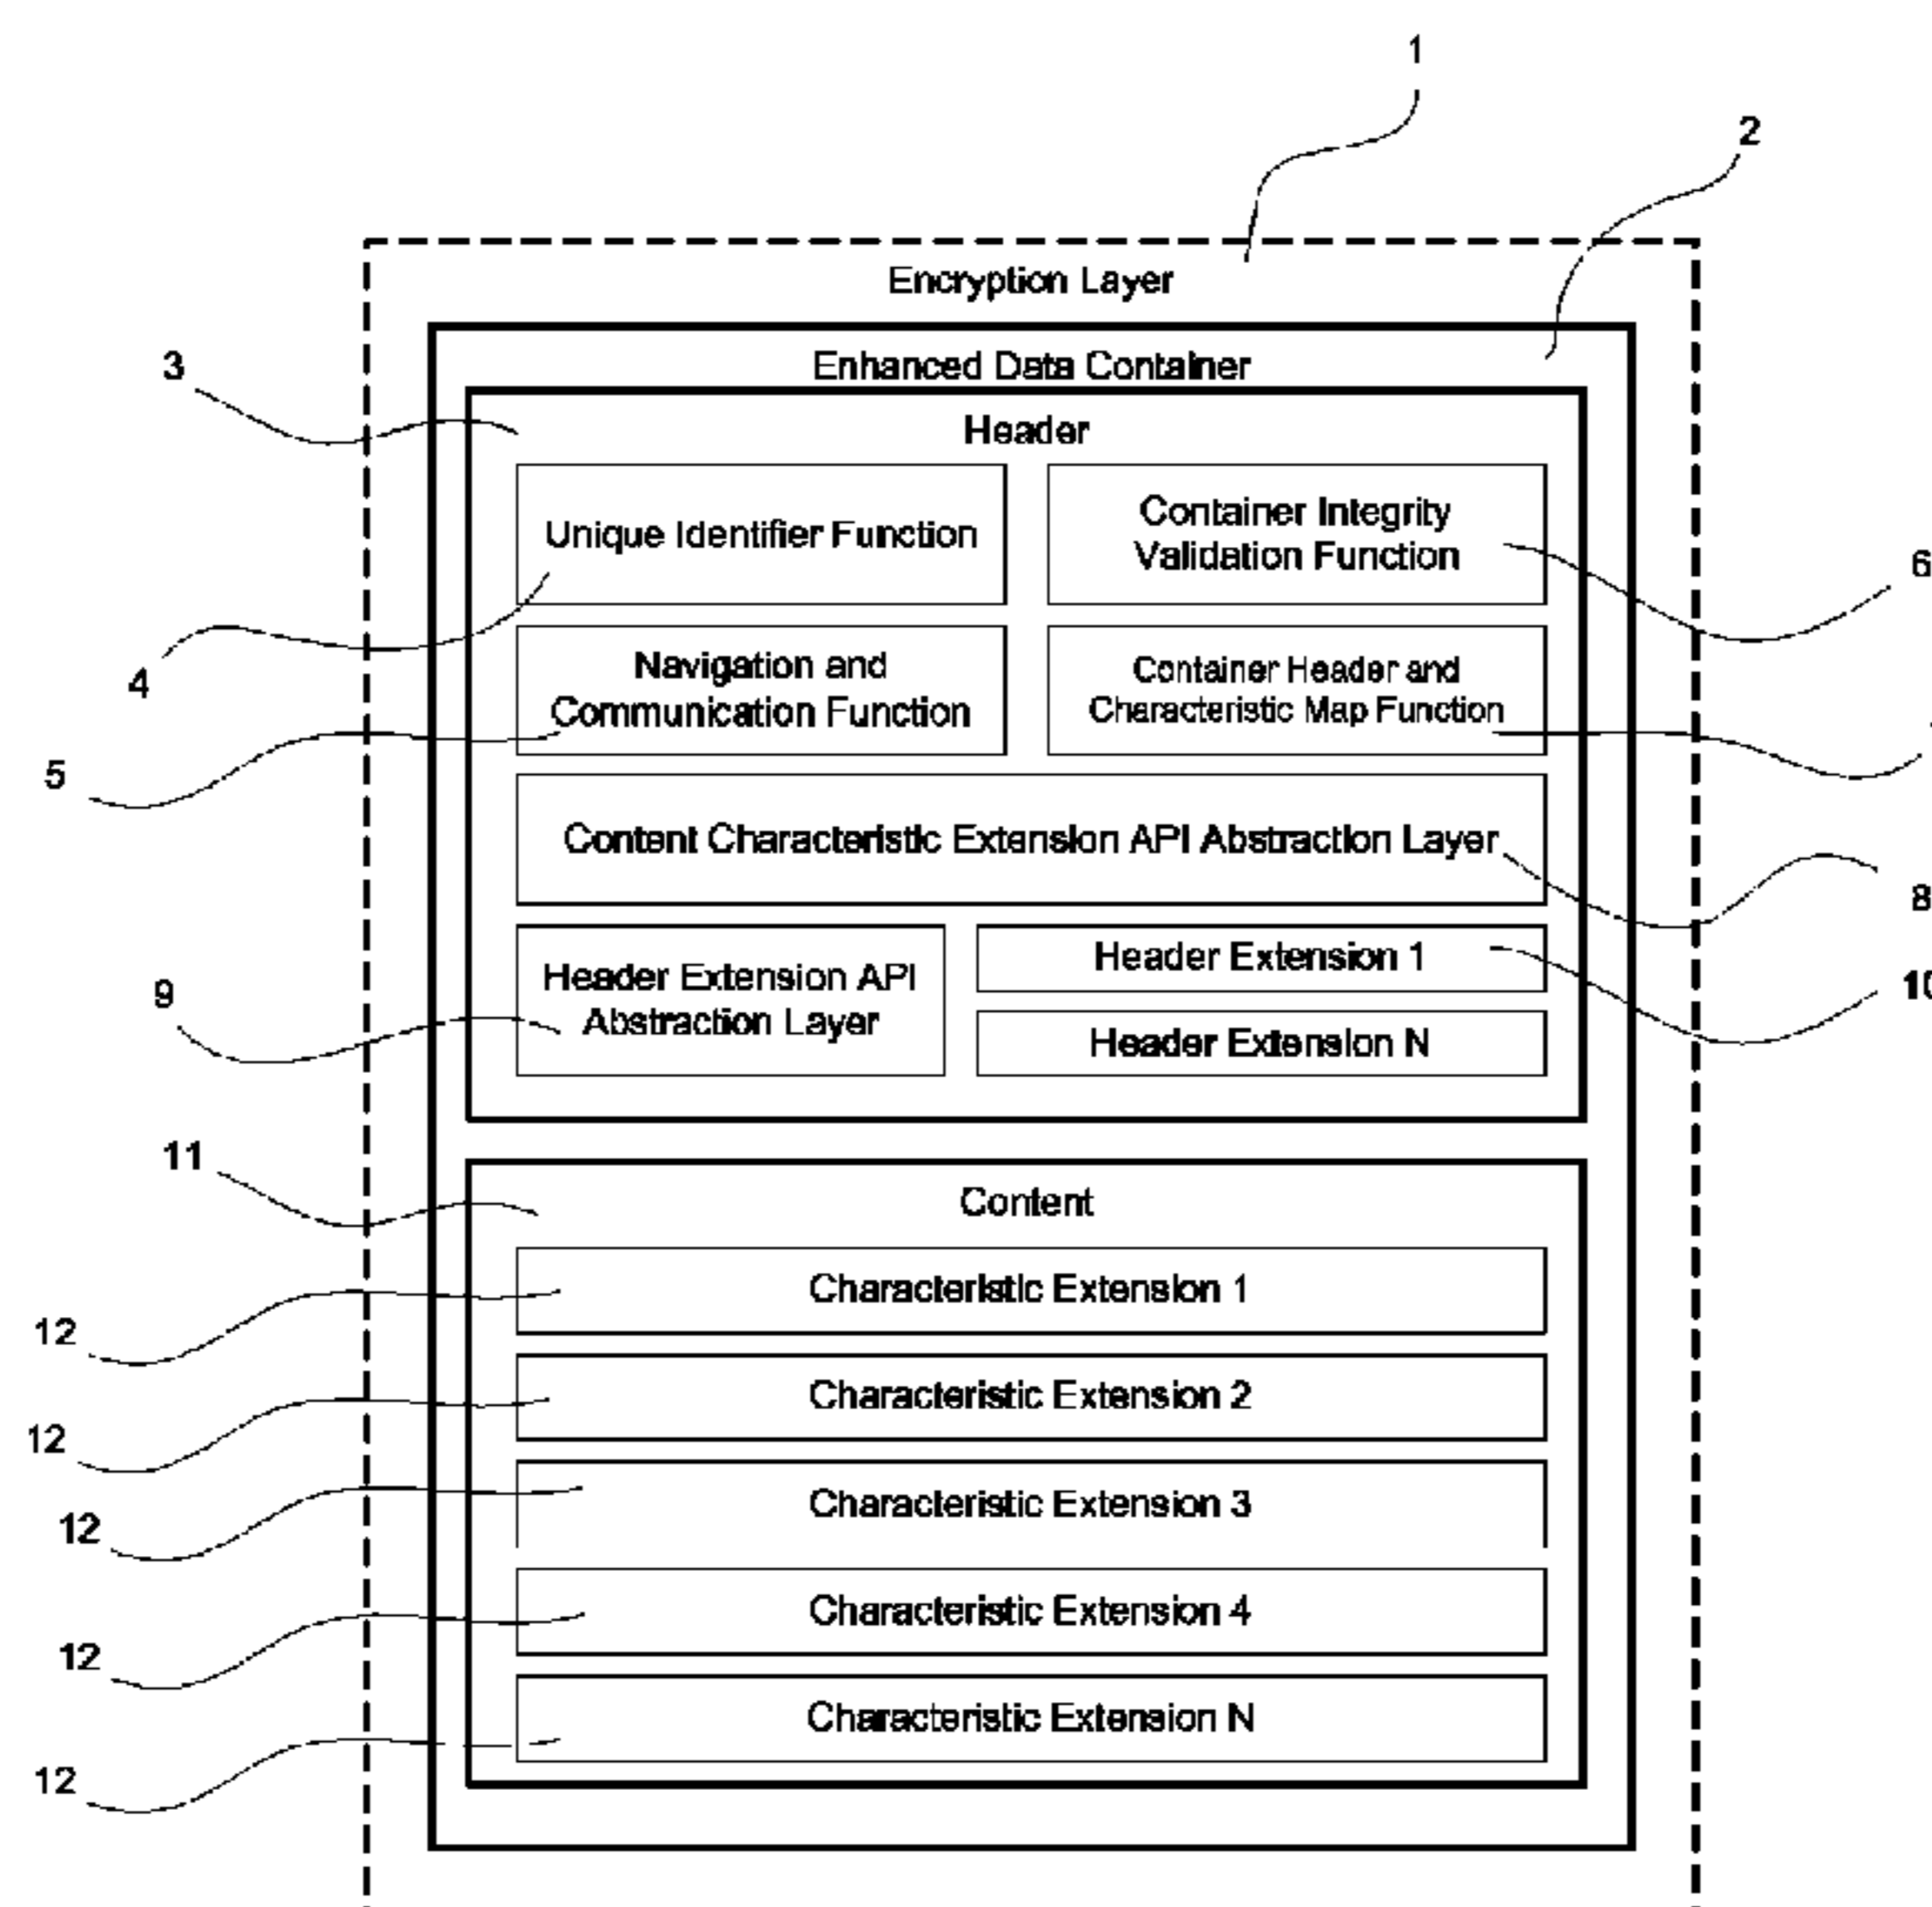 1
2
Encryption Layer
3
Enhanced Data Container
Header
Unique Identifier Function
Container Integrity
Validation Function
6
4
Navigation and
Communication Function
Container Header and
Characteristic Map Function
5
Content Characteristic Extension API Abstraction Layer
8
9
Header Extension API
Abstraction Layer
Header Extension 1
10
Header Extension N
11
Content
Characteristic Extension 1
12
Characteristic Extension 2
12
Characteristic Extension 3
12
Characteristic Extension 4
12
Characteristic Extension N
12